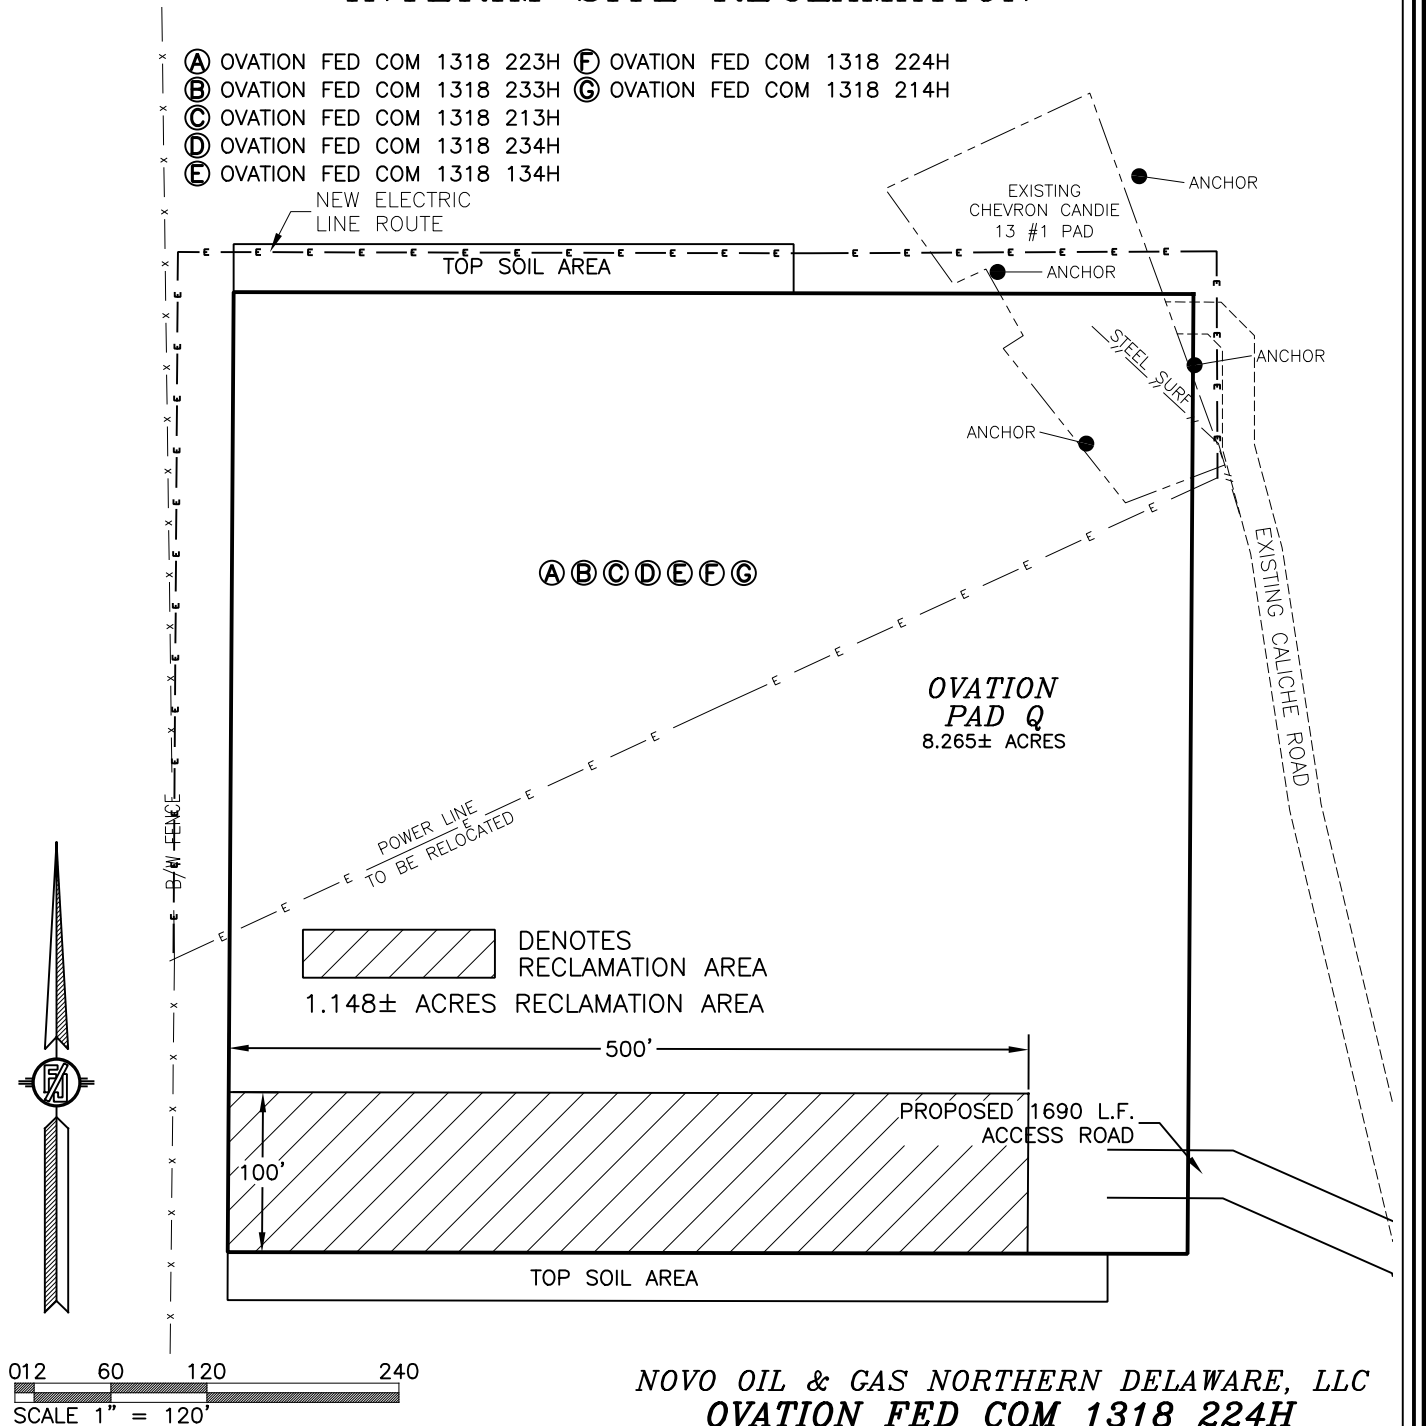 INTERIM SITE RECLAMATION
Ⓐ OVATION FED COM 1318 223H Ⓕ OVATION FED COM 1318 224H
Ⓑ OVATION FED COM 1318 233H Ⓖ OVATION FED COM 1318 214H
Ⓒ OVATION FED COM 1318 213H
Ⓓ OVATION FED COM 1318 234H
Ⓔ OVATION FED COM 1318 134H
NEW ELECTRIC
LINE ROUTE
TOP SOIL AREA
EXISTING
CHEVRON CANDIE
13 #1 PAD
ANCHOR
ANCHOR
STEEL SURF
ANCHOR
ANCHOR
Ⓐ Ⓑ Ⓒ Ⓓ Ⓔ Ⓕ Ⓖ
EXISTING CALICHE ROAD
OVATION
PAD Q
8.265± ACRES
POWER LINE
TO BE RELOCATED
B/W FENCE
DENOTES
RECLAMATION AREA
1.148± ACRES RECLAMATION AREA
500'
PROPOSED 1690 L.F.
ACCESS ROAD
100'
TOP SOIL AREA
012 60 120 240
SCALE 1" = 120'
NOVO OIL & GAS NORTHERN DELAWARE, LLC
OVATION FED COM 1318 224H